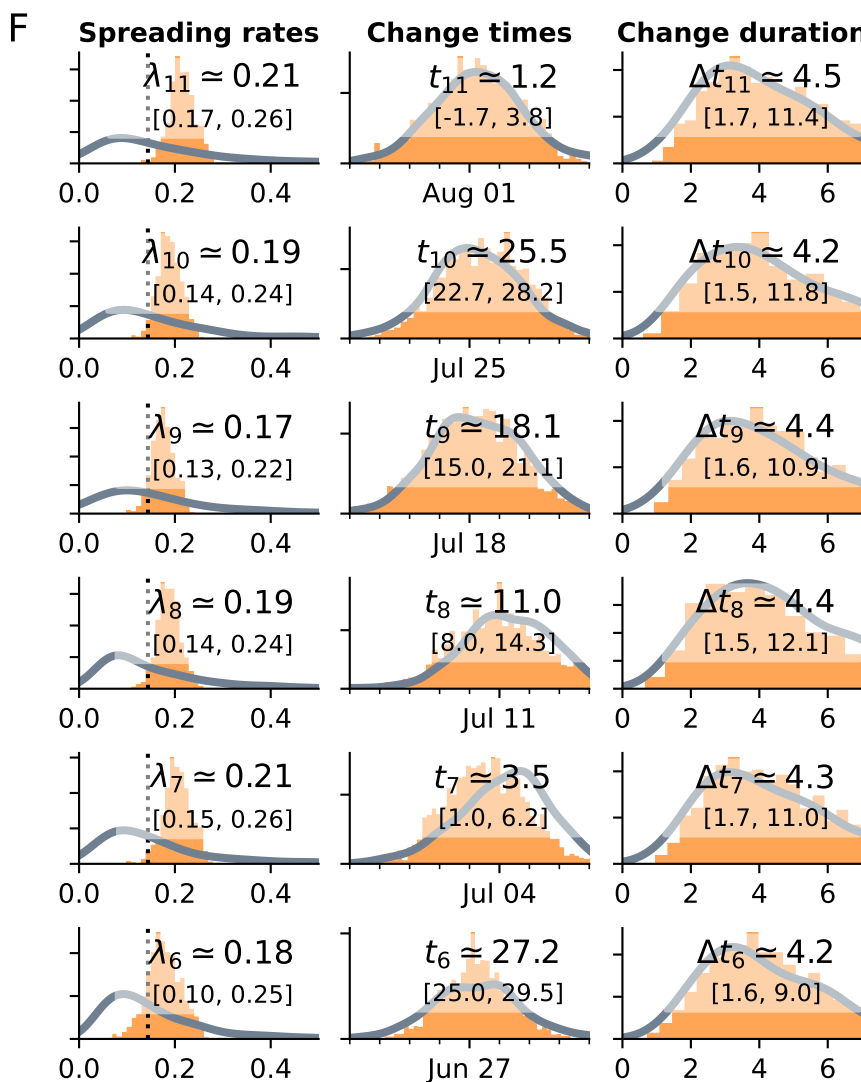 F
Spreading rates Change times Change duration
λ11 ≃ 0.21 t11 ≃ 1.2 Δt11 ≃ 4.5
[0.17, 0.26] [-1.7, 3.8] [1.7, 11.4]
0.0 0.2 0.4 Aug 01 0 2 4 6
λ10 ≃ 0.19 t10 ≃ 25.5 Δt10 ≃ 4.2
[0.14, 0.24] [22.7, 28.2] [1.5, 11.8]
0.0 0.2 0.4 Jul 25 0 2 4 6
λ9 ≃ 0.17 t9 ≃ 18.1 Δt9 ≃ 4.4
[0.13, 0.22] [15.0, 21.1] [1.6, 10.9]
0.0 0.2 0.4 Jul 18 0 2 4 6
λ8 ≃ 0.19 t8 ≃ 11.0 Δt8 ≃ 4.4
[0.14, 0.24] [8.0, 14.3] [1.5, 12.1]
0.0 0.2 0.4 Jul 11 0 2 4 6
λ7 ≃ 0.21 t7 ≃ 3.5 Δt7 ≃ 4.3
[0.15, 0.26] [1.0, 6.2] [1.7, 11.0]
0.0 0.2 0.4 Jul 04 0 2 4 6
λ6 ≃ 0.18 t6 ≃ 27.2 Δt6 ≃ 4.2
[0.10, 0.25] [25.0, 29.5] [1.6, 9.0]
0.0 0.2 0.4 Jun 27 0 2 4 6